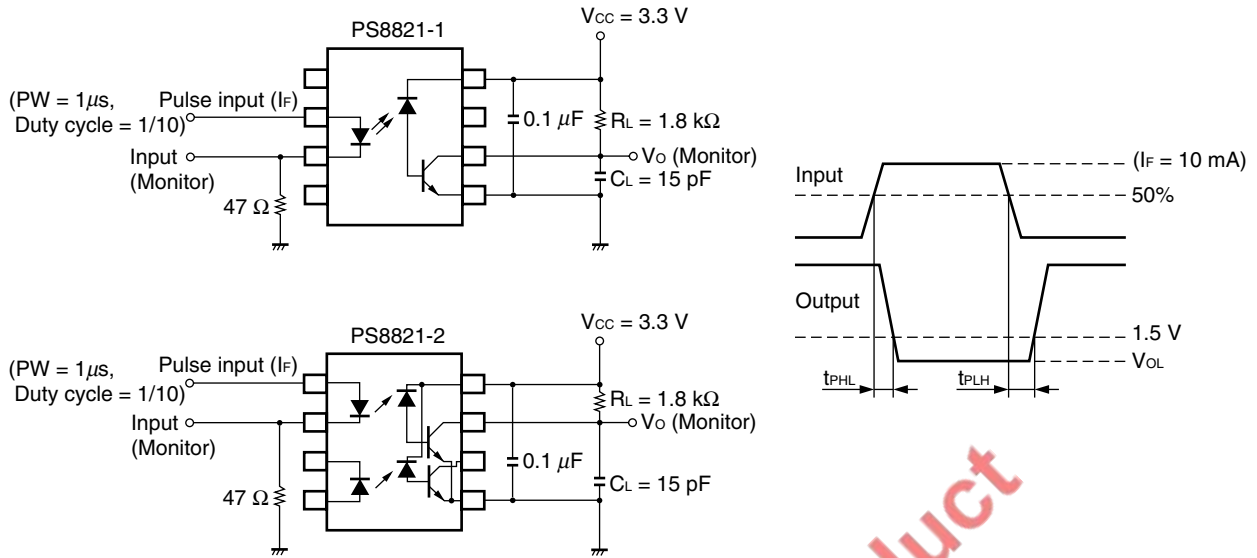 VCC = 3.3 V
PS8821-1
(PW = 1μs,
Duty cycle = 1/10)
Pulse input (IF)
Input
(Monitor)
47 Ω
0.1 μF
RL = 1.8 kΩ
VO (Monitor)
CL = 15 pF
VCC = 3.3 V
PS8821-2
(PW = 1μs,
Duty cycle = 1/10)
Pulse input (IF)
Input
(Monitor)
47 Ω
0.1 μF
RL = 1.8 kΩ
VO (Monitor)
CL = 15 pF
Input
(IF = 10 mA)
50%
Output
1.5 V
VOL
tPHL
tPLH